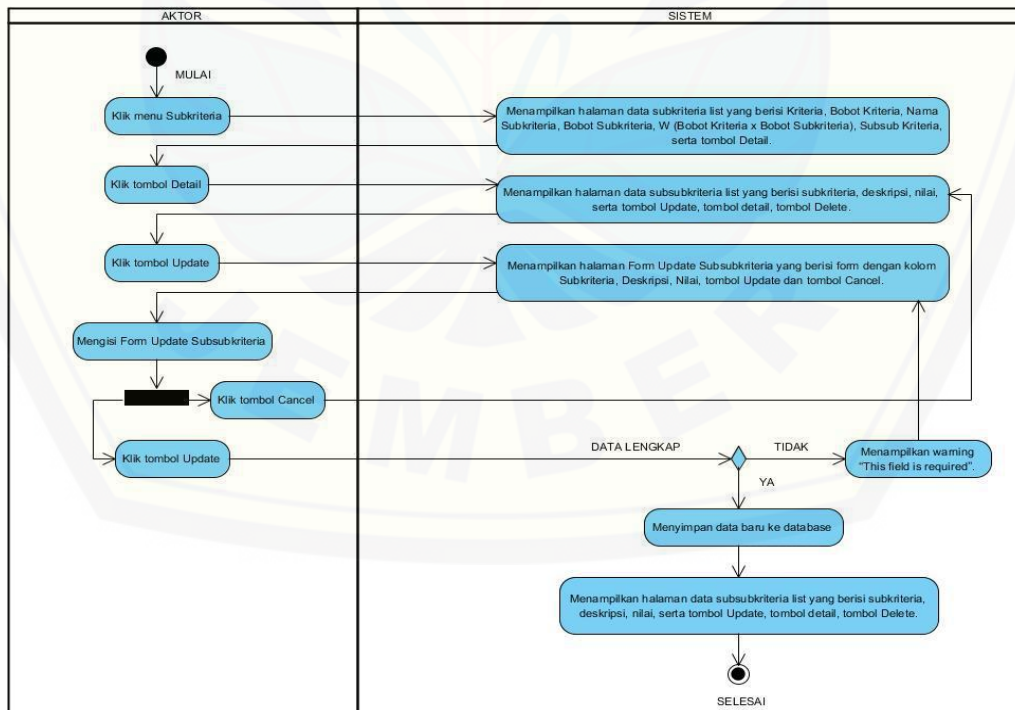 AKTOR
SISTEM
MULAI
Klik menu Subkriteria
Menampilkan halaman data subkriteria list yang berisi Kriteria, Bobot Kriteria, Nama
Subkriteria, Bobot Subkriteria, W (Bobot Kriteria x Bobot Subkriteria), Subsub Kriteria,
serta tombol Detail.
Klik tombol Detail
Menampilkan halaman data subsubkriteria list yang berisi subkriteria, deskripsi, nilai,
serta tombol Update, tombol detail, tombol Delete.
Klik tombol Update
Menampilkan halaman Form Update Subsubkriteria yang berisi form dengan kolom
Subkriteria, Deskripsi, Nilai, tombol Update dan tombol Cancel.
Mengisi Form Update Subsubkriteria
Klik tombol Cancel
Klik tombol Update
DATA LENGKAP
TIDAK
Menampilkan warning
"This field is required".
YA
Menyimpan data baru ke database
Menampilkan halaman data subsubkriteria list yang berisi subkriteria,
deskripsi, nilai, serta tombol Update, tombol detail, tombol Delete.
SELESAI
JEMBER